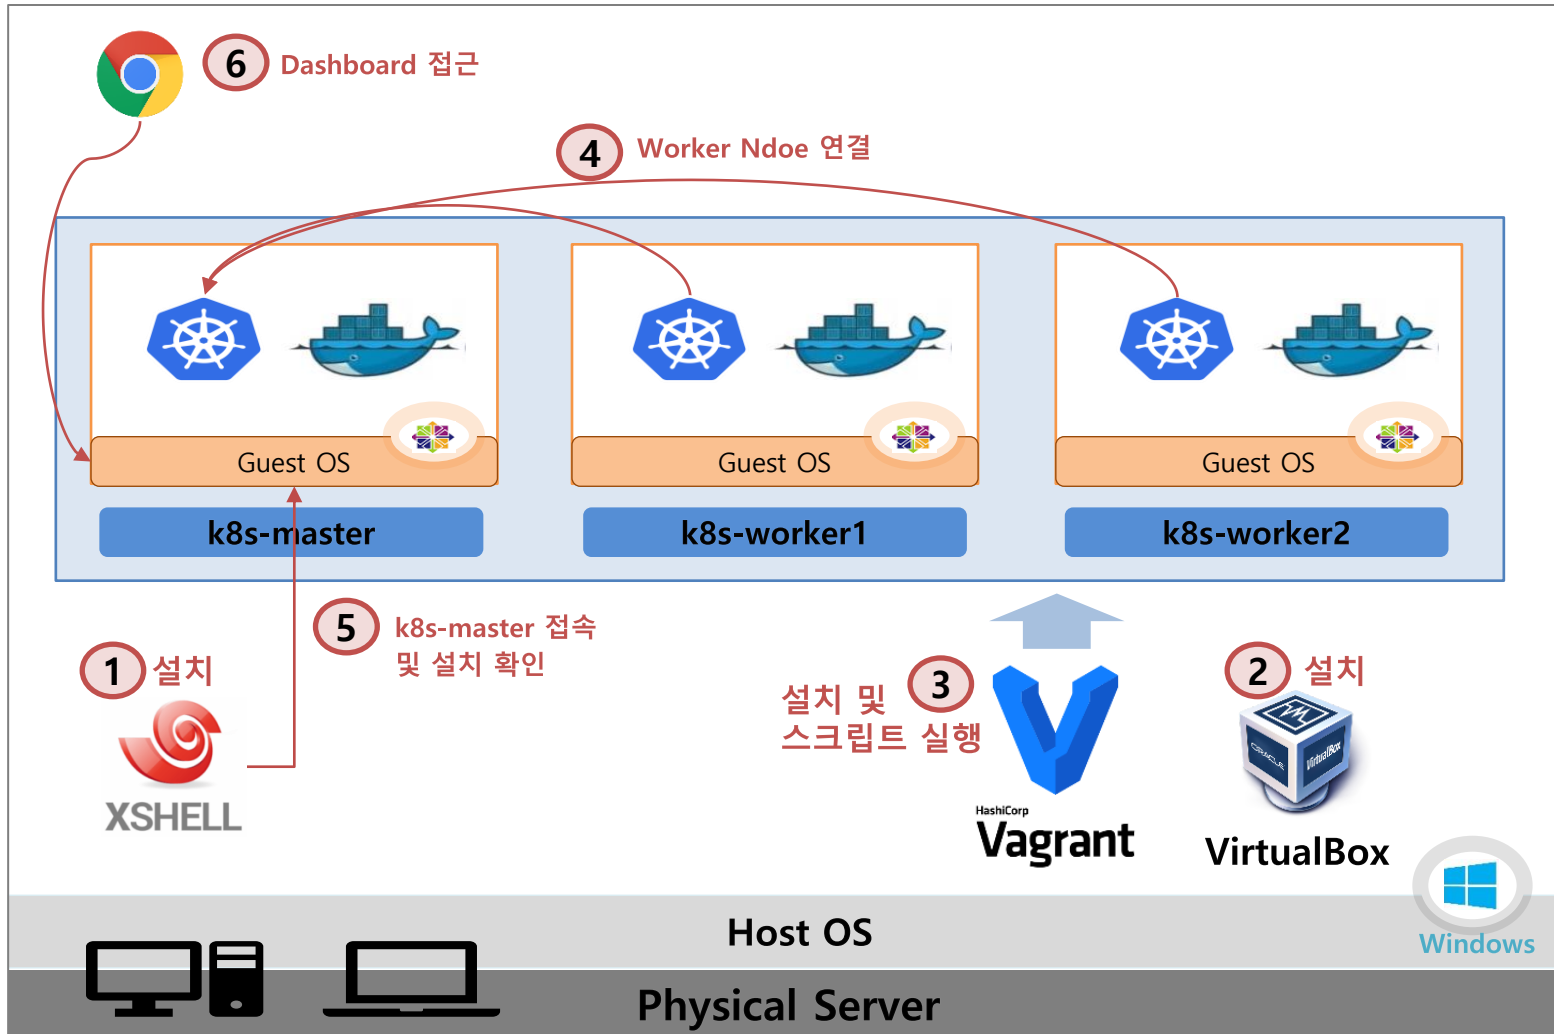 6 Dashboard 접근
4 Worker Ndoe 연결
Guest OS
Guest OS
Guest OS
k8s-master
k8s-worker1
k8s-worker2
5 k8s-master 접속
및 설치 확인
1 설치
XSHELL
설치 및 3
스크립트 실행
HashiCorp
Vagrant
2 설치
ORACLE
VirtualBox
VirtualBox
Host OS
Windows
Physical Server